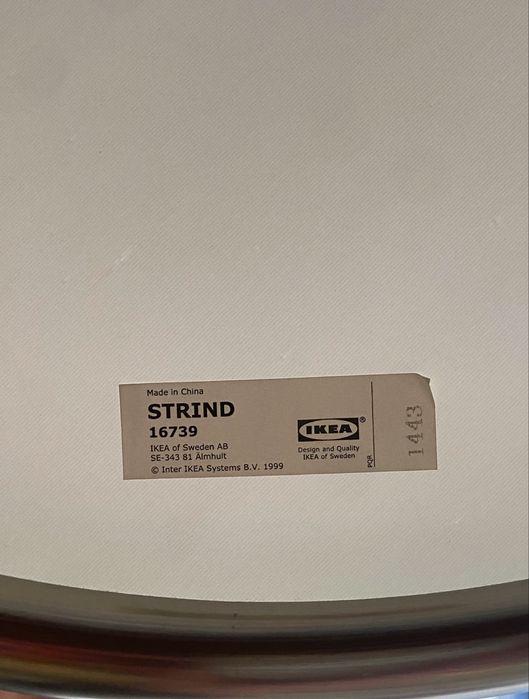 Made in China
STRIND
16739
IKEA of Sweden AB
SE-343 81 Älmhult
© Inter IKEA Systems B.V. 1999
IKEA®
Design and Quality
IKEA of Sweden
PQR
1443